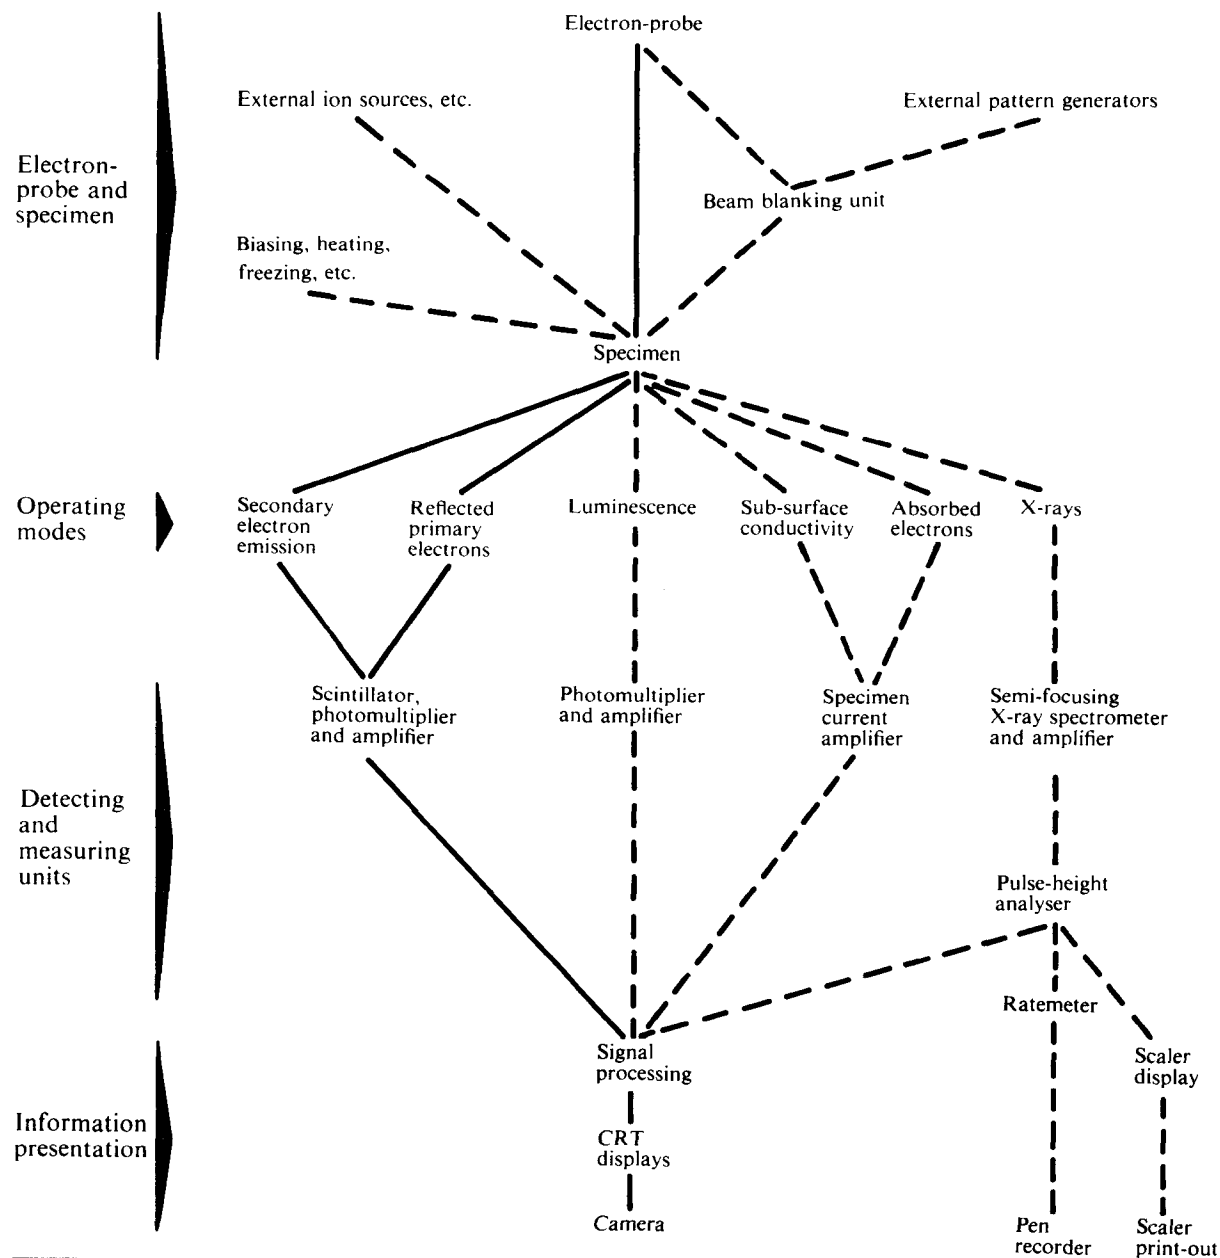 Electron-probe
External ion sources, etc.
External pattern generators
Electron-
probe and
specimen
Beam blanking unit
Biasing, heating,
freezing, etc.
Specimen
Operating
modes
Secondary
electron
emission
Reflected
primary
electrons
Luminescence
Sub-surface
conductivity
Absorbed
electrons
X-rays
Scintillator,
photomultiplier
and amplifier
Photomultiplier
and amplifier
Specimen
current
amplifier
Semi-focusing
X-ray spectrometer
and amplifier
Detecting
and
measuring
units
Pulse-height
analyser
Ratemeter
Signal
processing
Scaler
display
Information
presentation
CRT
displays
Camera
Pen
recorder
Scaler
print-out